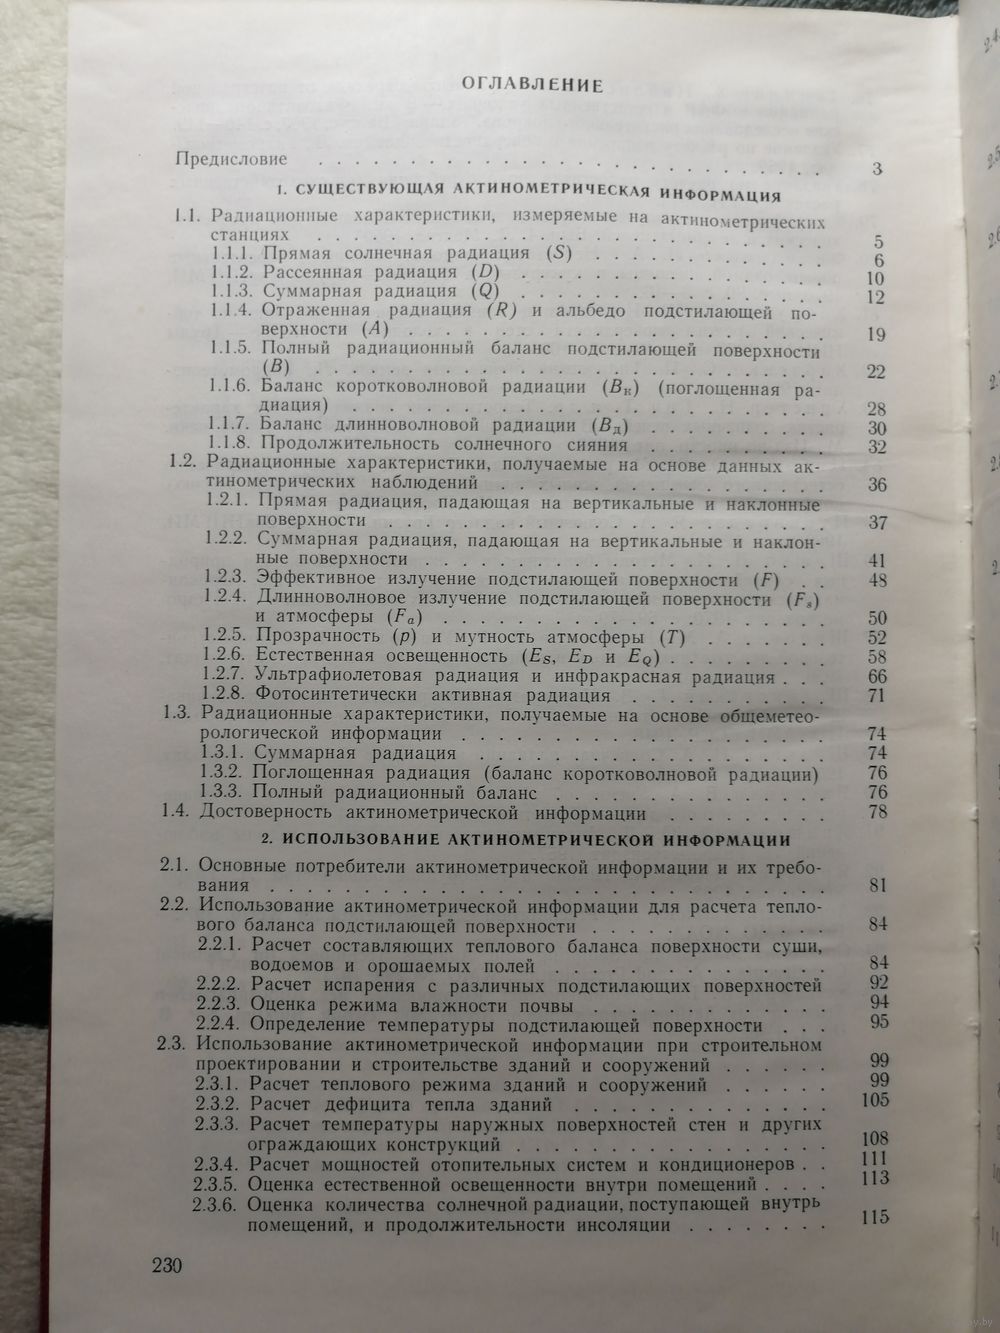 ОГЛАВЛЕНИЕ
Предисловие . . . . . . . . . . . . . . . . . . . . 3
1. СУЩЕСТВУЮЩАЯ АКТИНОМЕТРИЧЕСКАЯ ИНФОРМАЦИЯ
1.1. Радиационные характеристики, измеряемые на актинометрических
станциях . . . . . . . . . . . . . . . . . . . . 5
1.1.1. Прямая солнечная радиация (S) . . . . . . . . . . 6
1.1.2. Рассеянная радиация (D) . . . . . . . . . . . . . 10
1.1.3. Суммарная радиация (Q) . . . . . . . . . . . . . 12
1.1.4. Отраженная радиация (R) и альбедо подстилающей по-
верхности (A) . . . . . . . . . . . . . . . . . . 19
1.1.5. Полный радиационный баланс подстилающей поверхности
(B) . . . . . . . . . . . . . . . . . . . . . . 22
1.1.6. Баланс коротковолновой радиации (Bк) (поглощенная ра-
диация) . . . . . . . . . . . . . . . . . . . . 28
1.1.7. Баланс длинноволновой радиации (Bд) . . . . . . . . 30
1.1.8. Продолжительность солнечного сияния . . . . . . . . 32
1.2. Радиационные характеристики, получаемые на основе данных ак-
тинометрических наблюдений . . . . . . . . . . . . . . 36
1.2.1. Прямая радиация, падающая на вертикальные и наклонные
поверхности . . . . . . . . . . . . . . . . . . . 37
1.2.2. Суммарная радиация, падающая на вертикальные и наклон-
ные поверхности . . . . . . . . . . . . . . . . . 41
1.2.3. Эффективное излучение подстилающей поверхности (F) . . 48
1.2.4. Длинноволновое излучение подстилающей поверхности (Fs)
и атмосферы (Fa) . . . . . . . . . . . . . . . . . 50
1.2.5. Прозрачность (p) и мутность атмосферы (T) . . . . . . 52
1.2.6. Естественная освещенность (ES, ED и EQ) . . . . . . . . 58
1.2.7. Ультрафиолетовая радиация и инфракрасная радиация . . . 66
1.2.8. Фотосинтетически активная радиация . . . . . . . . . 71
1.3. Радиационные характеристики, получаемые на основе общеметео-
рологической информации . . . . . . . . . . . . . . . 74
1.3.1. Суммарная радиация . . . . . . . . . . . . . . . 74
1.3.2. Поглощенная радиация (баланс коротковолновой радиации) 76
1.3.3. Полный радиационный баланс . . . . . . . . . . . . 76
1.4. Достоверность актинометрической информации . . . . . . . . 78
2. ИСПОЛЬЗОВАНИЕ АКТИНОМЕТРИЧЕСКОЙ ИНФОРМАЦИИ
2.1. Основные потребители актинометрической информации и их требо-
вания . . . . . . . . . . . . . . . . . . . . . . 81
2.2. Использование актинометрической информации для расчета тепло-
вого баланса подстилающей поверхности . . . . . . . . . . 84
2.2.1. Расчет составляющих теплового баланса поверхности суши,
водоемов и орошаемых полей . . . . . . . . . . . . 84
2.2.2. Расчет испарения с различных подстилающих поверхностей 92
2.2.3. Оценка режима влажности почвы . . . . . . . . . . 94
2.2.4. Определение температуры подстилающей поверхности . . . 95
2.3. Использование актинометрической информации при строительном
проектировании и строительстве зданий и сооружений . . . . . . 99
2.3.1. Расчет теплового режима зданий и сооружений . . . . . . 99
2.3.2. Расчет дефицита тепла зданий . . . . . . . . . . . . 105
2.3.3. Расчет температуры наружных поверхностей стен и других
ограждающих конструкций . . . . . . . . . . . . . . 108
2.3.4. Расчет мощностей отопительных систем и кондиционеров . . 111
2.3.5. Оценка естественной освещенности внутри помещений . . . . 113
2.3.6. Оценка количества солнечной радиации, поступающей внутрь
помещений, и продолжительности инсоляции . . . . . . . . 115
230